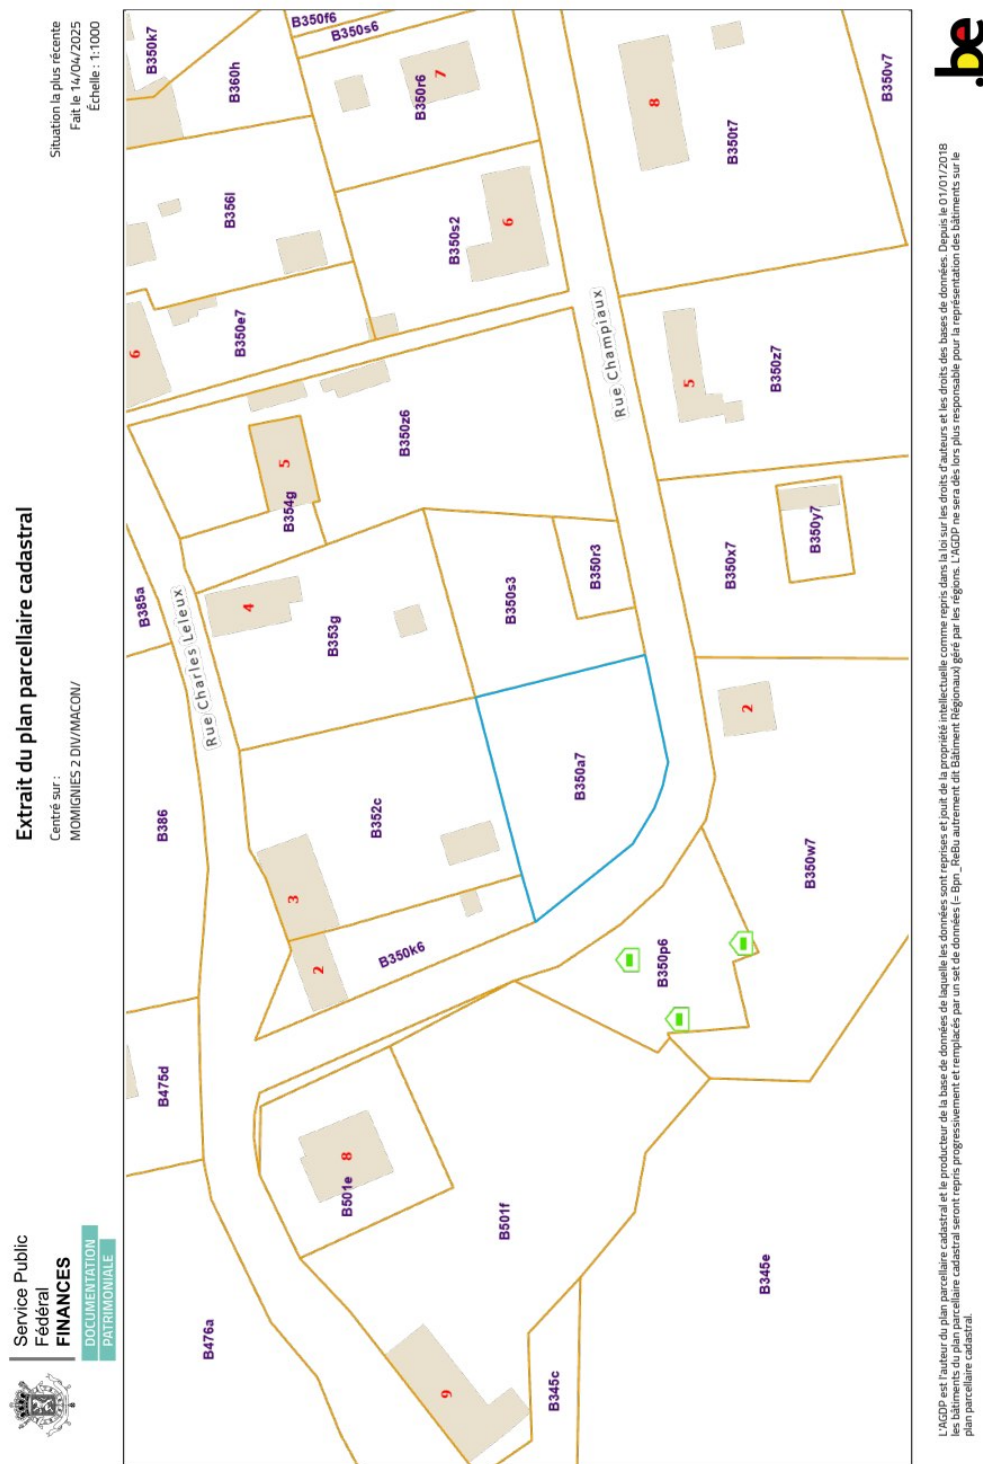 Service Public
Fédéral
FINANCES
DOCUMENTATION
PATRIMONIALE
Extrait du plan parcellaire cadastral
Centré sur :
MOMIGNIES 2 DIV/MACON/
Situation la plus récente
Fait le 14/04/2025
Échelle : 1:1000
.be
B476a
B475d
B386
B385a
Rue Charles Leleux
B350k7
B360h
B350f6
B350s6
B356l
B350r6
7
6
B350e7
B350s2
6
8
B350t7
B350v7
5
B354g
B350z6
Rue Champiaux
5
B350z7
4
B353g
B350s3
B350r3
B350x7
B350y7
3
B352c
B350a7
2
2
B350k6
B350p6
B350w7
8
B501e
B501f
9
B345c
B345e
L'AGDP est l'auteur du plan parcellaire cadastral et le producteur de la base de données de laquelle les données sont reprises et jouit de la propriété intellectuelle comme repris dans la loi sur les droits d'auteurs et les droits des bases de données. Depuis le 01/01/2018
les bâtiments du plan parcellaire cadastral seront repris progressivement et remplacés par un set de données (= Bpn_ReBu autrement dit Bâtiment Régionaux) géré par les régions. L'AGDP ne sera dès lors plus responsable pour la représentation des bâtiments sur le
plan parcellaire cadastral.